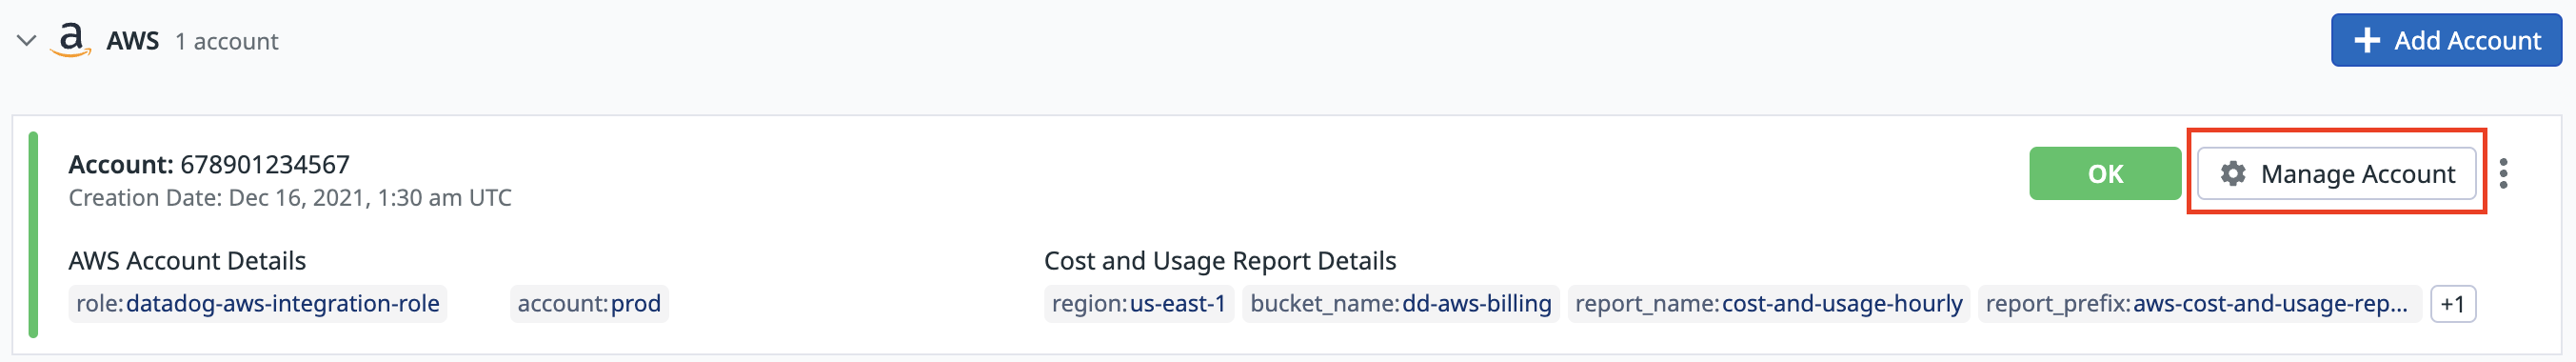 AWS 1 account
Add Account
Account: 678901234567
Creation Date: Dec 16, 2021, 1:30 am UTC
OK
Manage Account
AWS Account Details
role:datadog-aws-integration-role account:prod
Cost and Usage Report Details
region:us-east-1 bucket_name:dd-aws-billing report_name:cost-and-usage-hourly report_prefix:aws-cost-and-usage-rep... +1